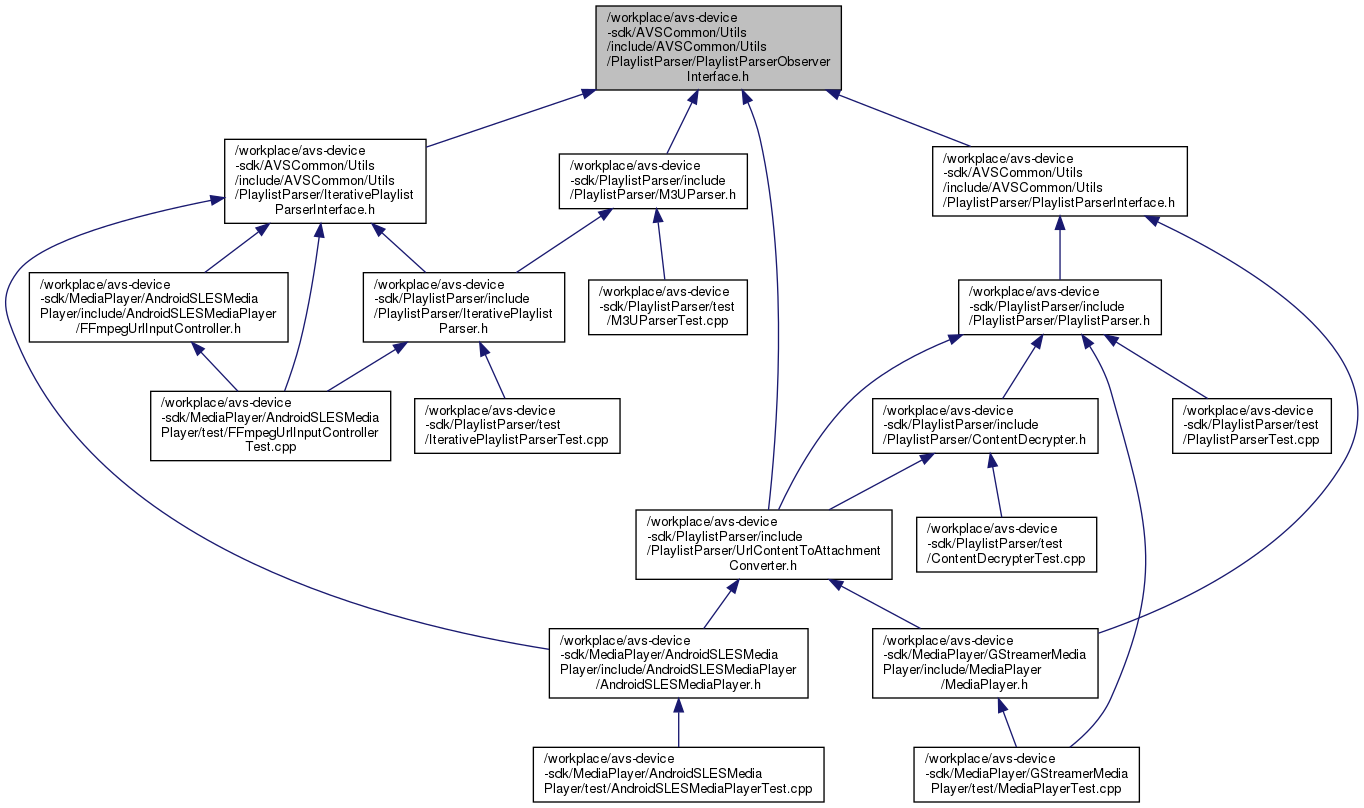 /workplace/avs-device
-sdk/AVSCommon/Utils
/include/AVSCommon/Utils
/PlaylistParser/PlaylistParserObserver
Interface.h
/workplace/avs-device
-sdk/AVSCommon/Utils
/include/AVSCommon/Utils
/PlaylistParser/IterativePlaylist
ParserInterface.h
/workplace/avs-device
-sdk/PlaylistParser/include
/PlaylistParser/M3UParser.h
/workplace/avs-device
-sdk/AVSCommon/Utils
/include/AVSCommon/Utils
/PlaylistParser/PlaylistParserInterface.h
/workplace/avs-device
-sdk/MediaPlayer/AndroidSLESMedia
Player/include/AndroidSLESMediaPlayer
/FFmpegUrlInputController.h
/workplace/avs-device
-sdk/PlaylistParser/include
/PlaylistParser/IterativePlaylist
Parser.h
/workplace/avs-device
-sdk/PlaylistParser/test
/M3UParserTest.cpp
/workplace/avs-device
-sdk/PlaylistParser/include
/PlaylistParser/PlaylistParser.h
/workplace/avs-device
-sdk/MediaPlayer/AndroidSLESMedia
Player/test/FFmpegUrlInputController
Test.cpp
/workplace/avs-device
-sdk/PlaylistParser/test
/IterativePlaylistParserTest.cpp
/workplace/avs-device
-sdk/PlaylistParser/include
/PlaylistParser/ContentDecrypter.h
/workplace/avs-device
-sdk/PlaylistParser/test
/PlaylistParserTest.cpp
/workplace/avs-device
-sdk/PlaylistParser/include
/PlaylistParser/UrlContentToAttachment
Converter.h
/workplace/avs-device
-sdk/PlaylistParser/test
/ContentDecrypterTest.cpp
/workplace/avs-device
-sdk/MediaPlayer/AndroidSLESMedia
Player/include/AndroidSLESMediaPlayer
/AndroidSLESMediaPlayer.h
/workplace/avs-device
-sdk/MediaPlayer/GStreamerMedia
Player/include/MediaPlayer
/MediaPlayer.h
/workplace/avs-device
-sdk/MediaPlayer/AndroidSLESMedia
Player/test/AndroidSLESMediaPlayerTest.cpp
/workplace/avs-device
-sdk/MediaPlayer/GStreamerMedia
Player/test/MediaPlayerTest.cpp